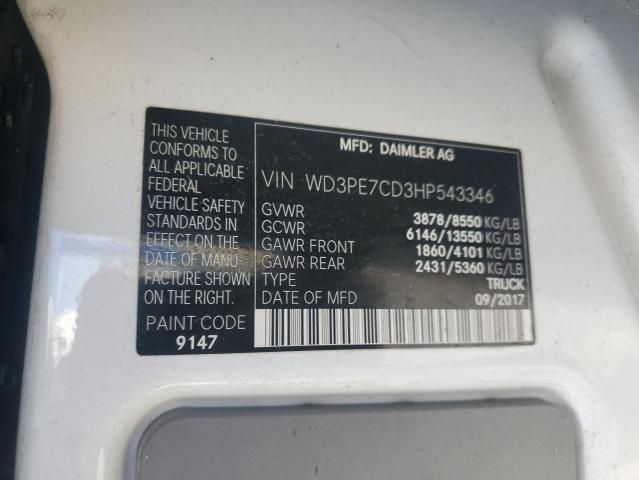 THIS VEHICLE
CONFORMS TO
ALL APPLICABLE
FEDERAL MOTOR
VEHICLE SAFETY
STANDARDS IN
EFFECT ON THE
DATE OF MANU-
FACTURE SHOWN
ON THE RIGHT.
PAINT CODE
9147
MFD: DAIMLER AG
VIN WD3PE7CD3HP543346
GVWR 3878/8550 KG/LB
GCWR 6146/13550 KG/LB
GAWR FRONT 1860/4101 KG/LB
GAWR REAR 2431/5360 KG/LB
TYPE TRUCK
DATE OF MFD 09/2017